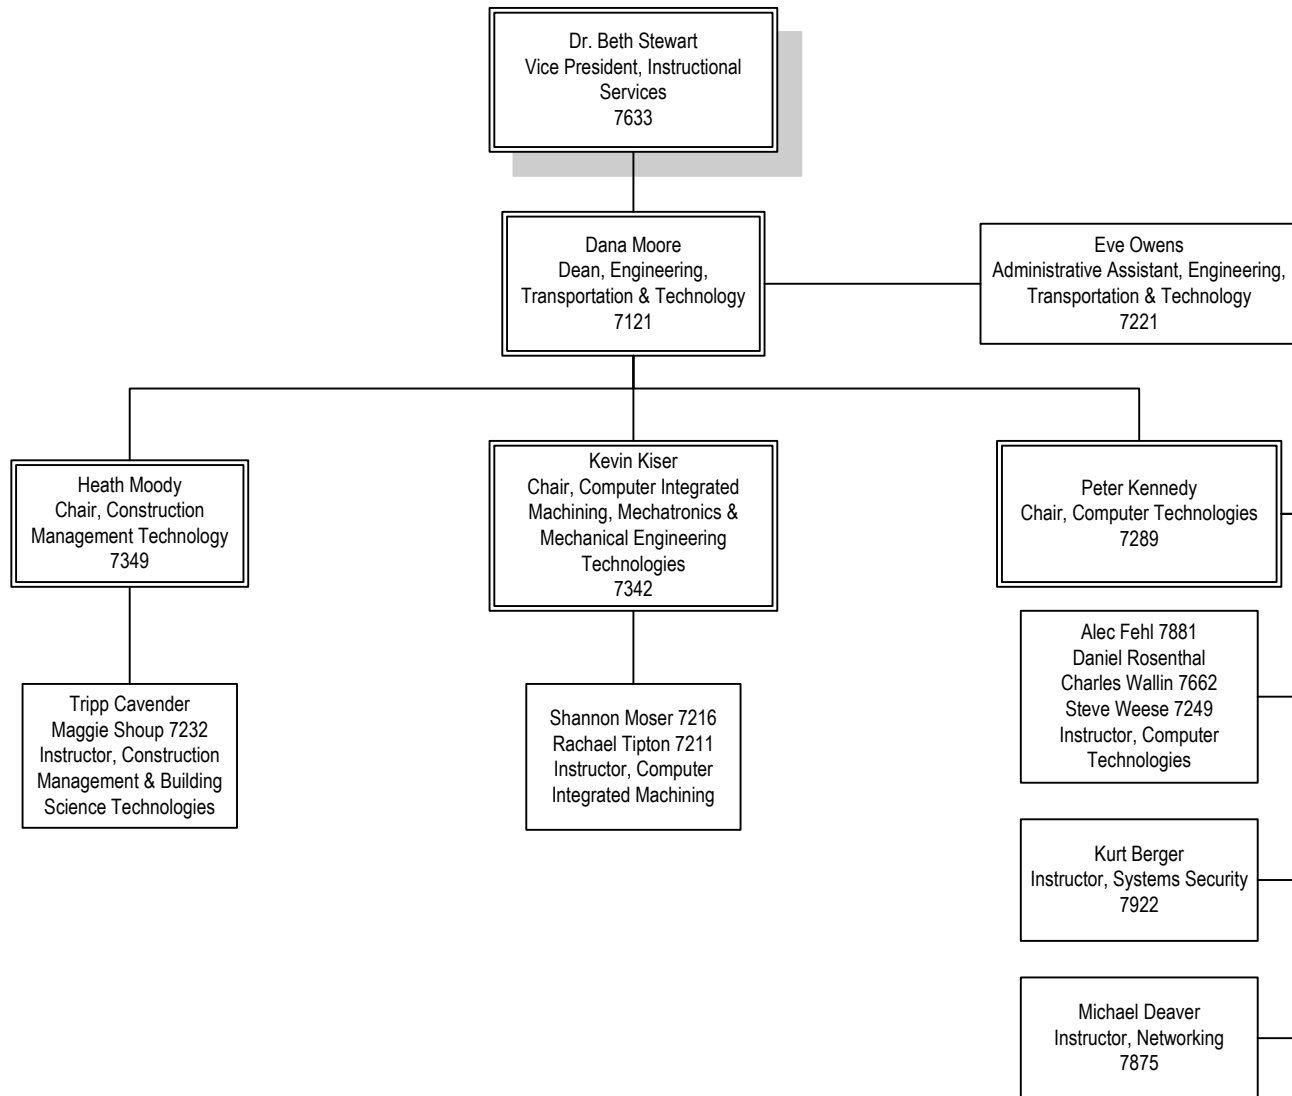 Dr. Beth Stewart
Vice President, Instructional
Services
7633
Dana Moore
Dean, Engineering,
Transportation & Technology
7121
Eve Owens
Administrative Assistant, Engineering,
Transportation & Technology
7221
Heath Moody
Chair, Construction
Management Technology
7349
Kevin Kiser
Chair, Computer Integrated
Machining, Mechatronics &
Mechanical Engineering
Technologies
7342
Peter Kennedy
Chair, Computer Technologies
7289
Tripp Cavender
Maggie Shoup 7232
Instructor, Construction
Management & Building
Science Technologies
Shannon Moser 7216
Rachael Tipton 7211
Instructor, Computer
Integrated Machining
Alec Fehl 7881
Daniel Rosenthal
Charles Wallin 7662
Steve Weese 7249
Instructor, Computer
Technologies
Kurt Berger
Instructor, Systems Security
7922
Michael Deaver
Instructor, Networking
7875